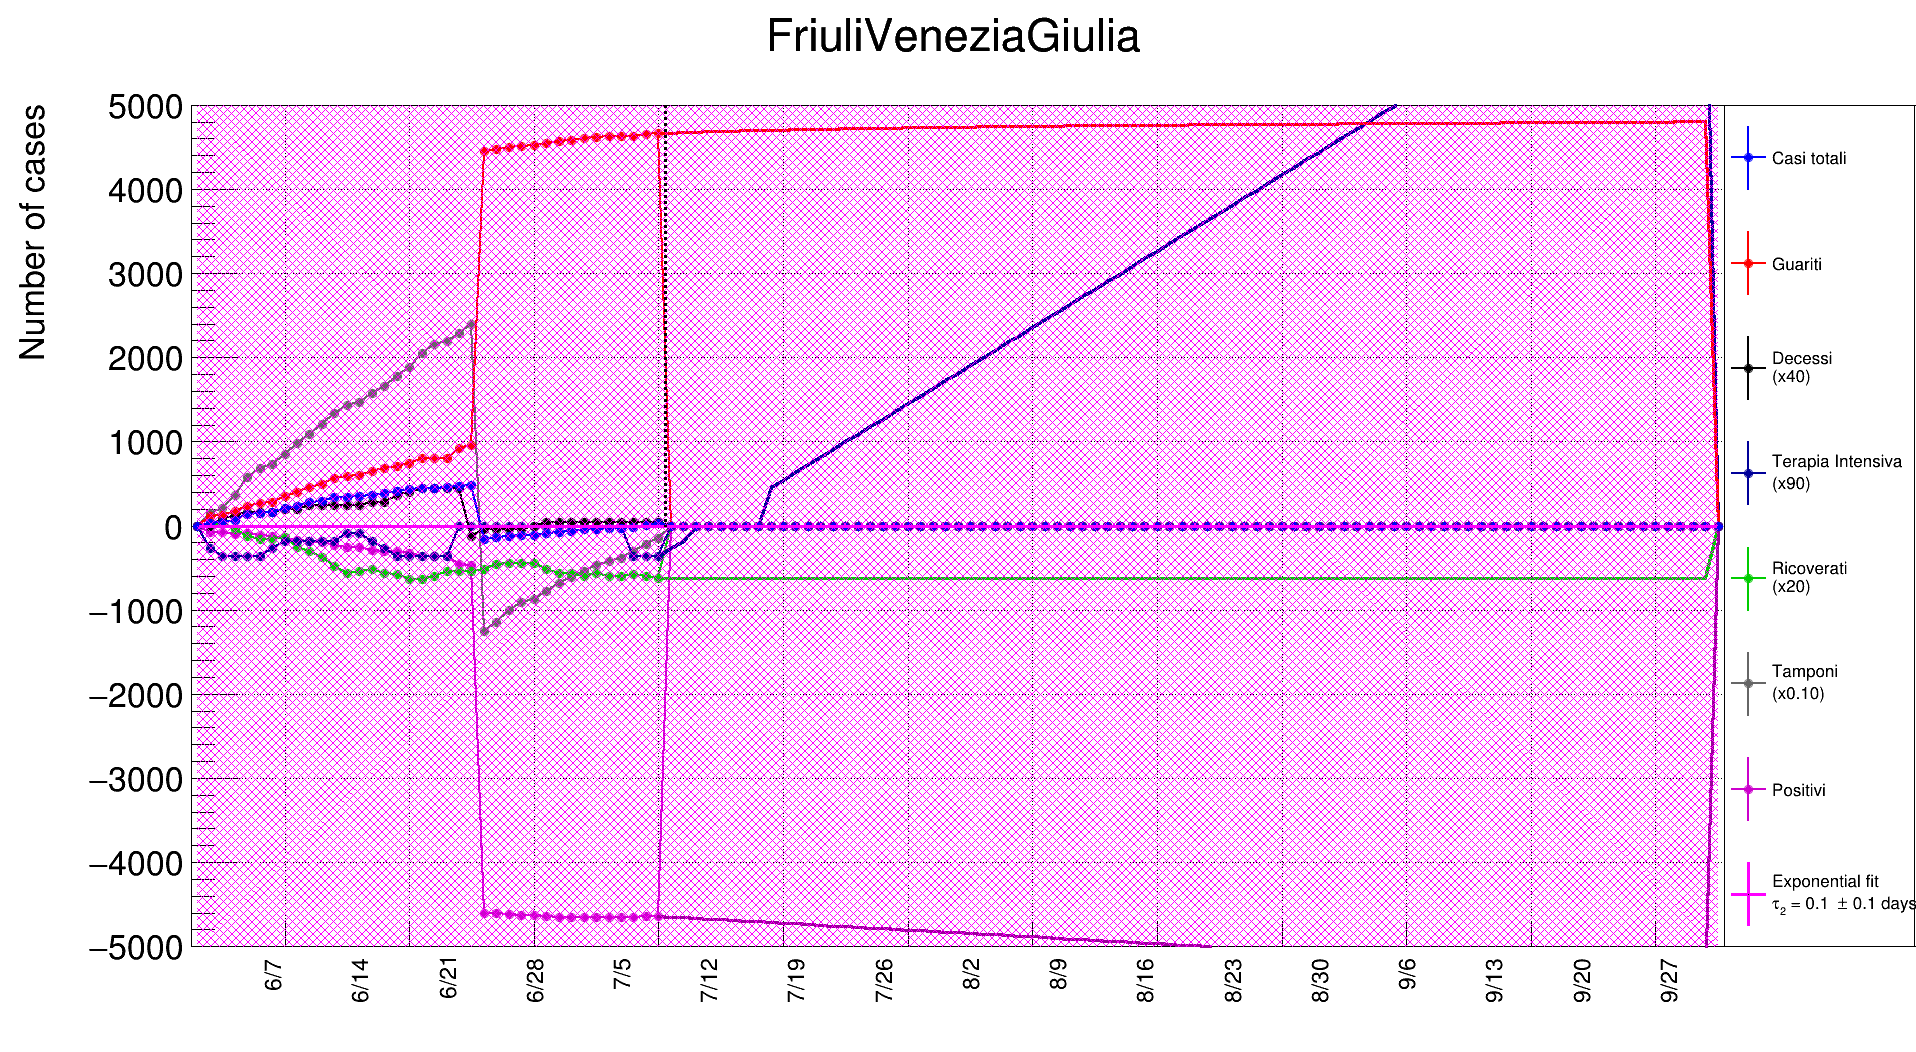 FriuliVeneziaGiulia
Number of cases
5000
4000
3000
2000
1000
0
−1000
−2000
−3000
−4000
−5000
6/7
6/14
6/21
6/28
7/5
7/12
7/19
7/26
8/2
8/9
8/16
8/23
8/30
9/6
9/13
9/20
9/27
Casi totali
Guariti
Decessi
(x40)
Terapia Intensiva
(x90)
Ricoverati
(x20)
Tamponi
(x0.10)
Positivi
Exponential fit
τ2 = 0.1 ± 0.1 days